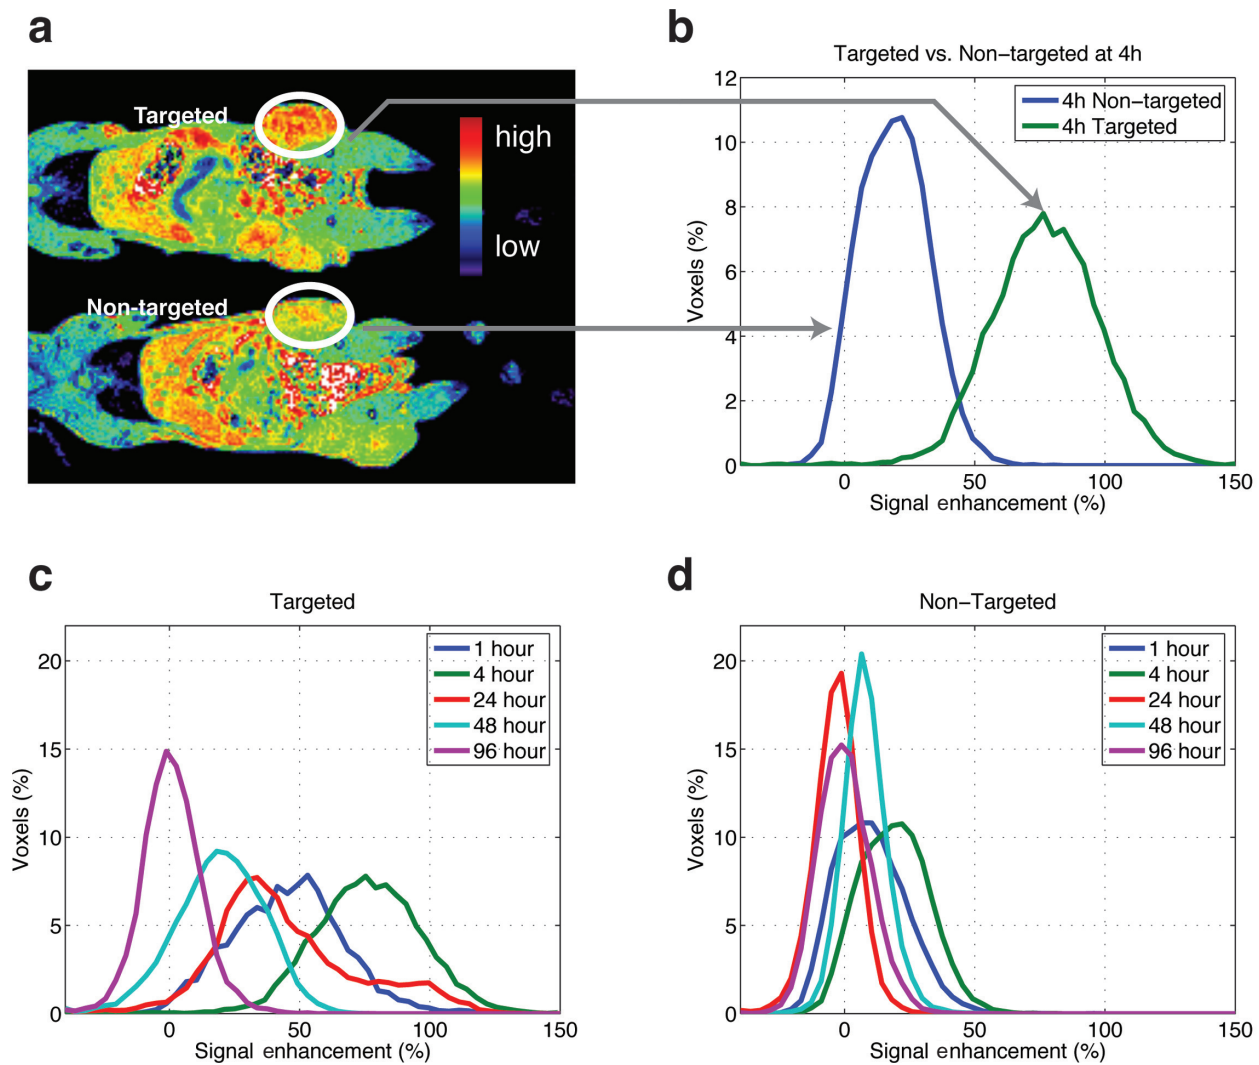 a
Targeted
high
low
Non-targeted
b
Targeted vs. Non-targeted at 4h
4h Non-targeted
4h Targeted
12
10
8
6
4
2
0
Voxels (%)
0 50 100 150
Signal enhancement (%)
c
Targeted
1 hour
4 hour
24 hour
48 hour
96 hour
20
15
10
5
0
Voxels (%)
0 50 100 150
Signal enhancement (%)
d
Non-Targeted
1 hour
4 hour
24 hour
48 hour
96 hour
20
15
10
5
0
Voxels (%)
0 50 100 150
Signal enhancement (%)